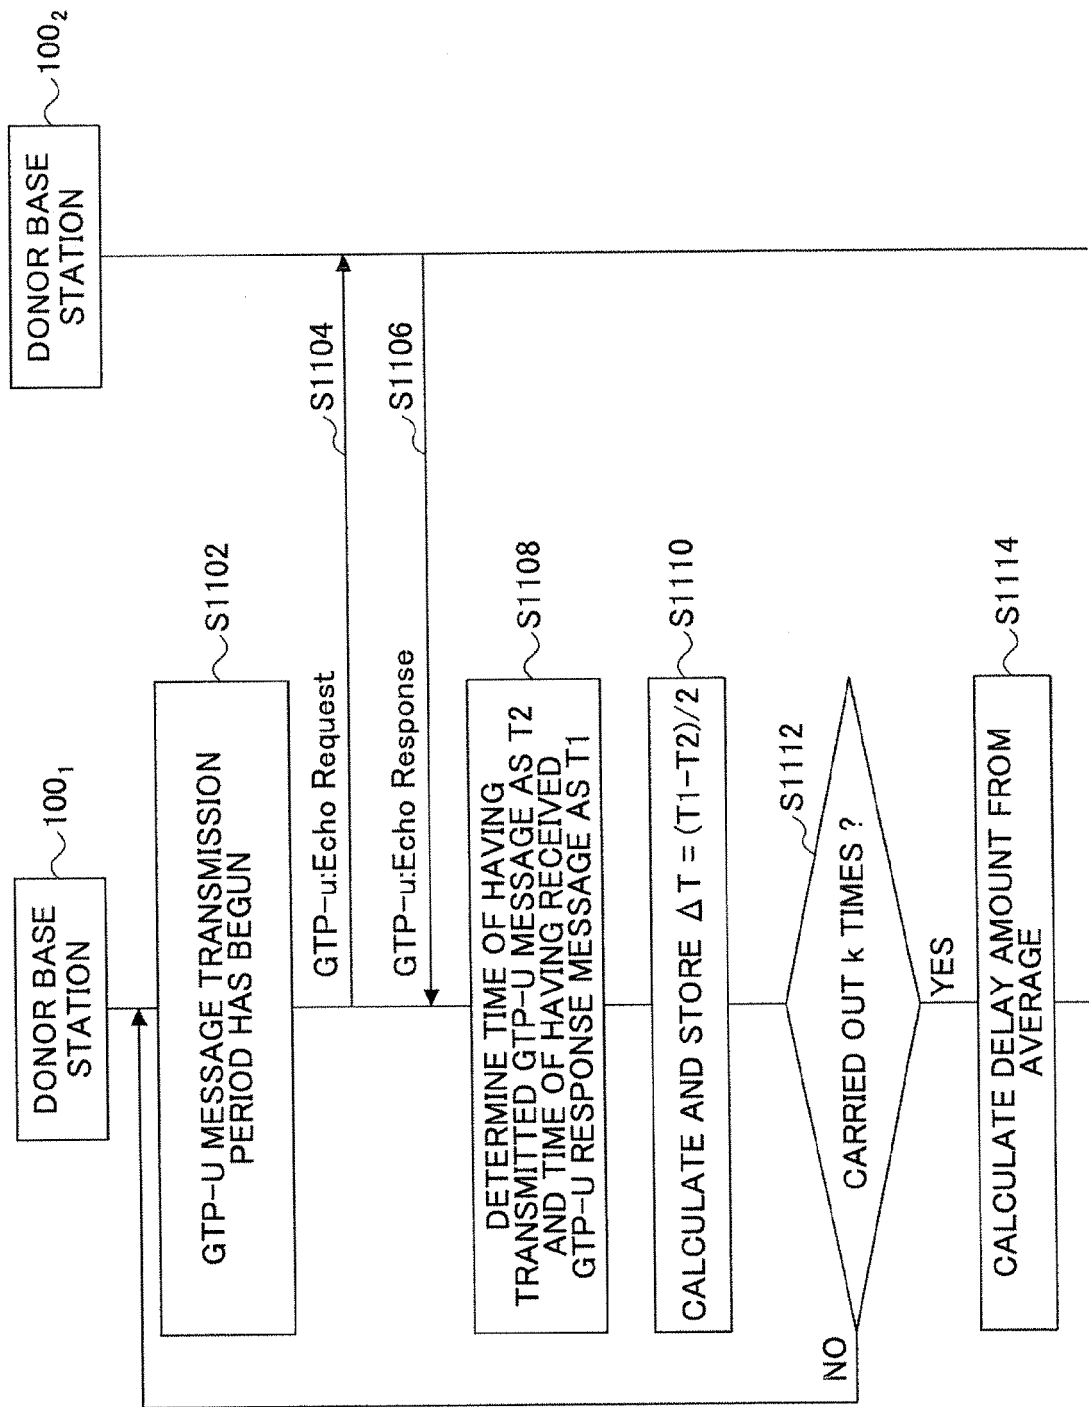 DONOR BASE
STATION
100₁
DONOR BASE
STATION
100₂
GTP-U MESSAGE TRANSMISSION
PERIOD HAS BEGUN
S1102
GTP-u:Echo Request
S1104
GTP-u:Echo Response
S1106
DETERMINE TIME OF HAVING
TRANSMITTED GTP-U MESSAGE AS T2
AND TIME OF HAVING RECEIVED
GTP-U RESPONSE MESSAGE AS T1
S1108
CALCULATE AND STORE Δ T = (T1-T2)/2
S1110
CARRIED OUT k TIMES ?
S1112
NO
YES
CALCULATE DELAY AMOUNT FROM
AVERAGE
S1114